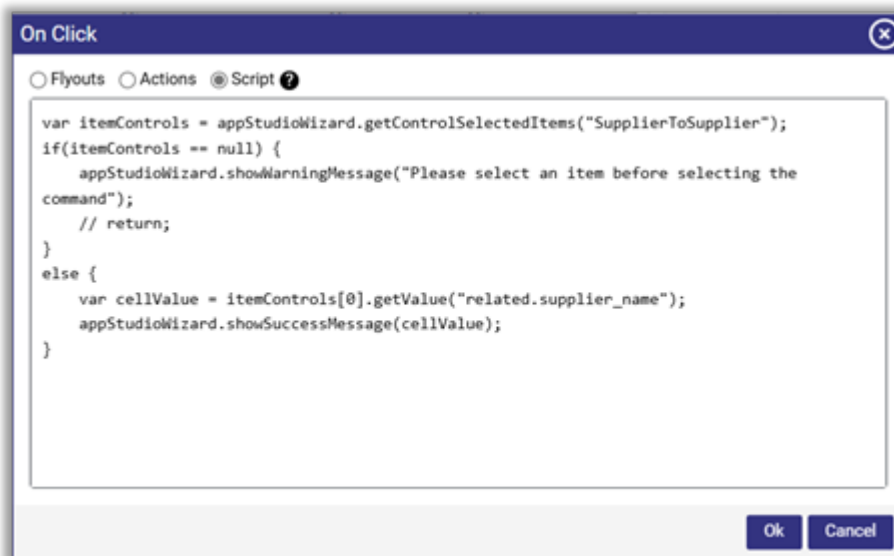 On Click
Flyouts Actions Script ?
var itemControls = appStudioWizard.getControlSelectedItems("SupplierToSupplier");
if(itemControls == null) {
    appStudioWizard.showWarningMessage("Please select an item before selecting the
command");
    // return;
}
else {
    var cellValue = itemControls[0].getValue("related.supplier_name");
    appStudioWizard.showSuccessMessage(cellValue);
}
Ok Cancel